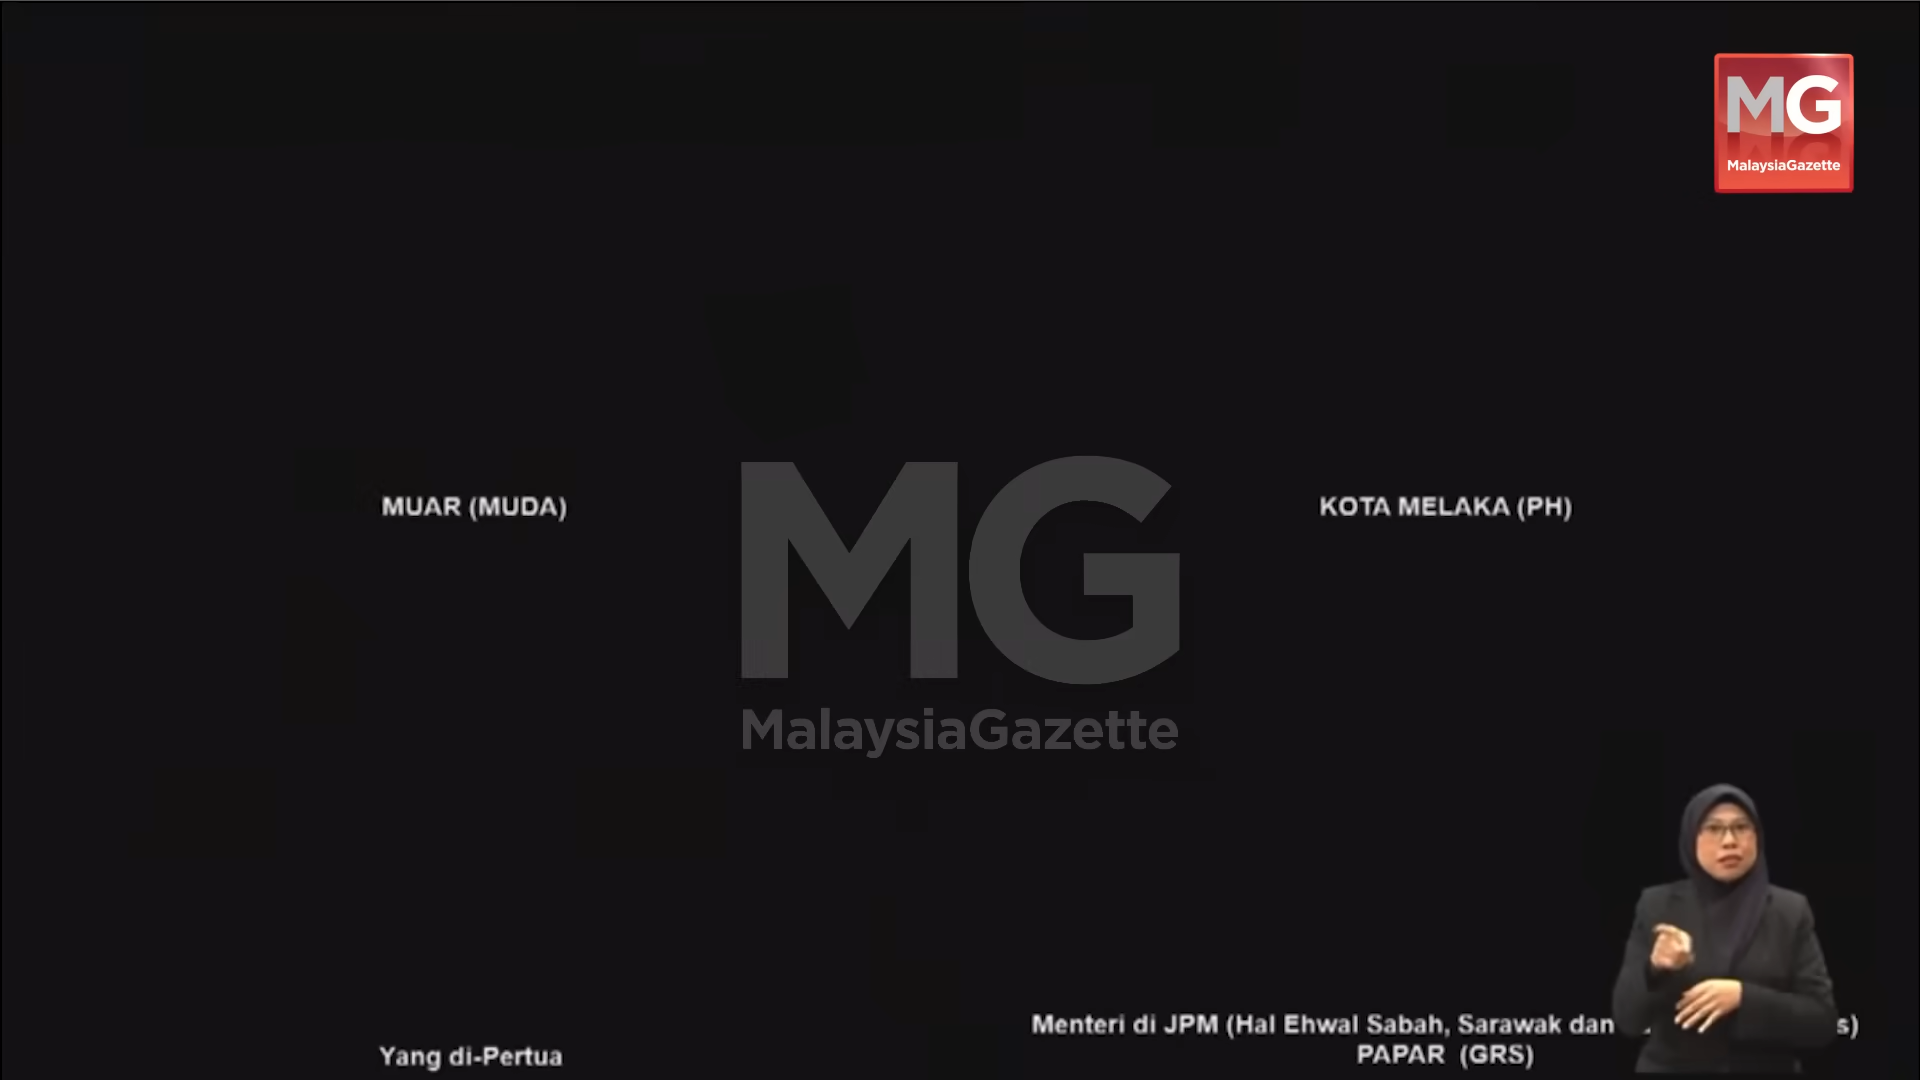 MG
MalaysiaGazette
MUAR (MUDA)
KOTA MELAKA (PH)
MG
MalaysiaGazette
Yang di-Pertua
Menteri di JPM (Hal Ehwal Sabah, Sarawak dan
PAPAR (GRS)